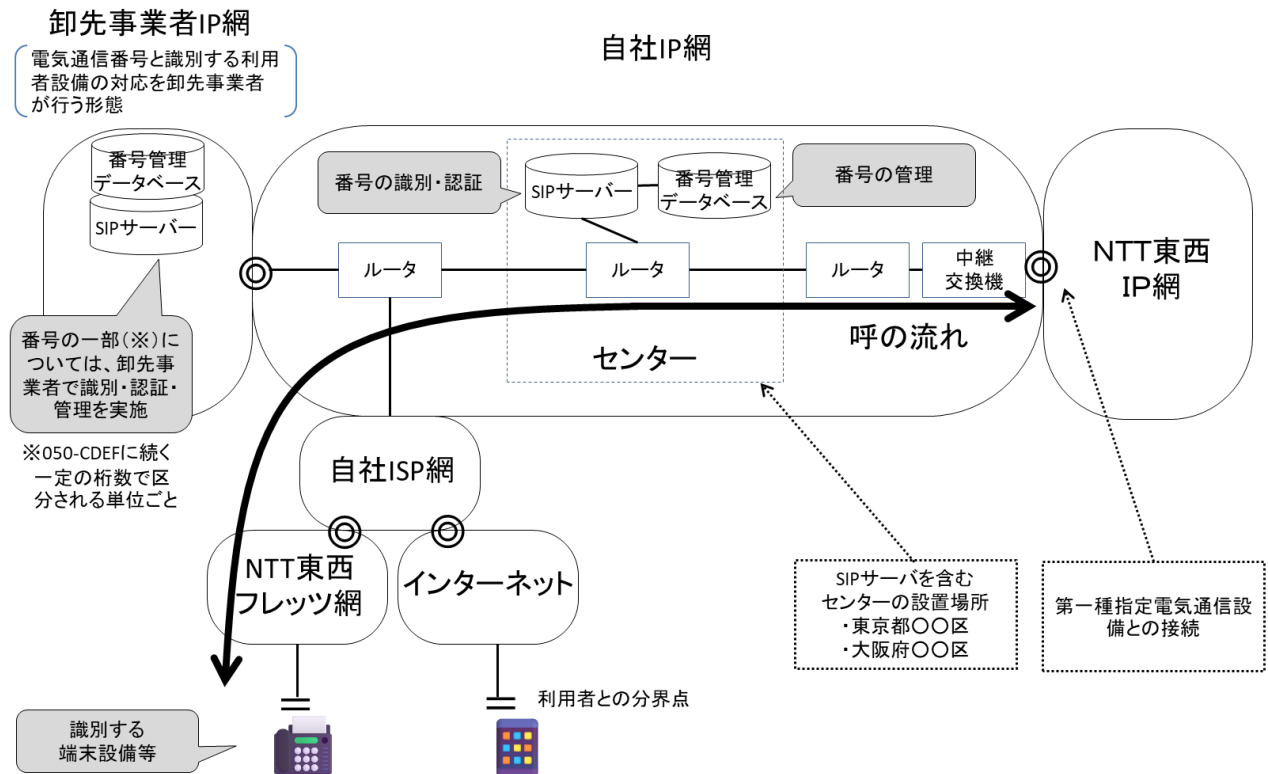 卸先事業者IP網
電気通信番号と識別する利用
者設備の対応を卸先事業者
が行う形態
自社IP網
番号管理
データベース
SIPサーバー
番号の識別・認証
SIPサーバー
番号管理
データベース
番号の管理
ルータ
ルータ
ルータ
中継
交換機
NTT東西
IP網
番号の一部(※)に
ついては、卸先事
業者で識別・認証・
管理を実施
※050-CDEFに続く
一定の桁数で区
分される単位ごと
センター
呼の流れ
自社ISP網
NTT東西
フレッツ網
インターネット
SIPサーバを含む
センターの設置場所
・東京都〇〇区
・大阪府〇〇区
第一種指定電気通信設
備との接続
利用者との分界点
識別する
端末設備等